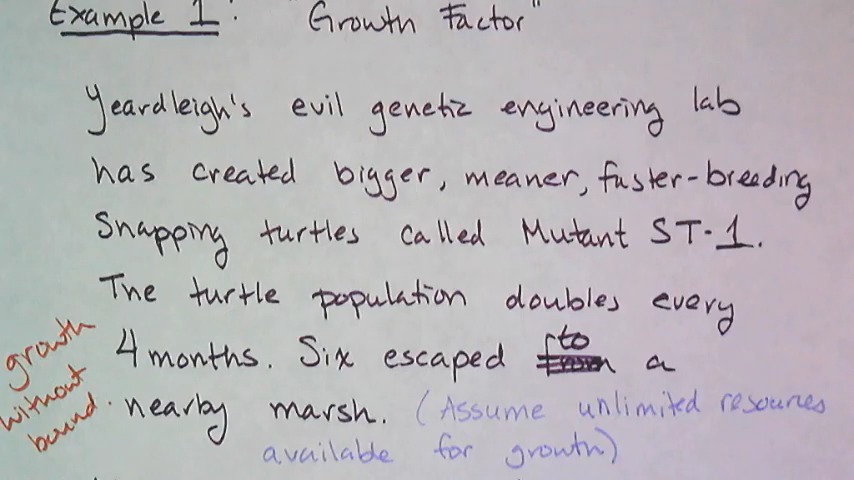 Example 1: "Growth Factor"
Yeardleigh's evil genetic engineering lab
has created bigger, meaner, faster-breeding
Snapping turtles called Mutant ST-1.
The turtle population doubles every
4 months. Six escaped to a
nearby marsh. (Assume unlimited resources
available for growth)
growth
without
bound.